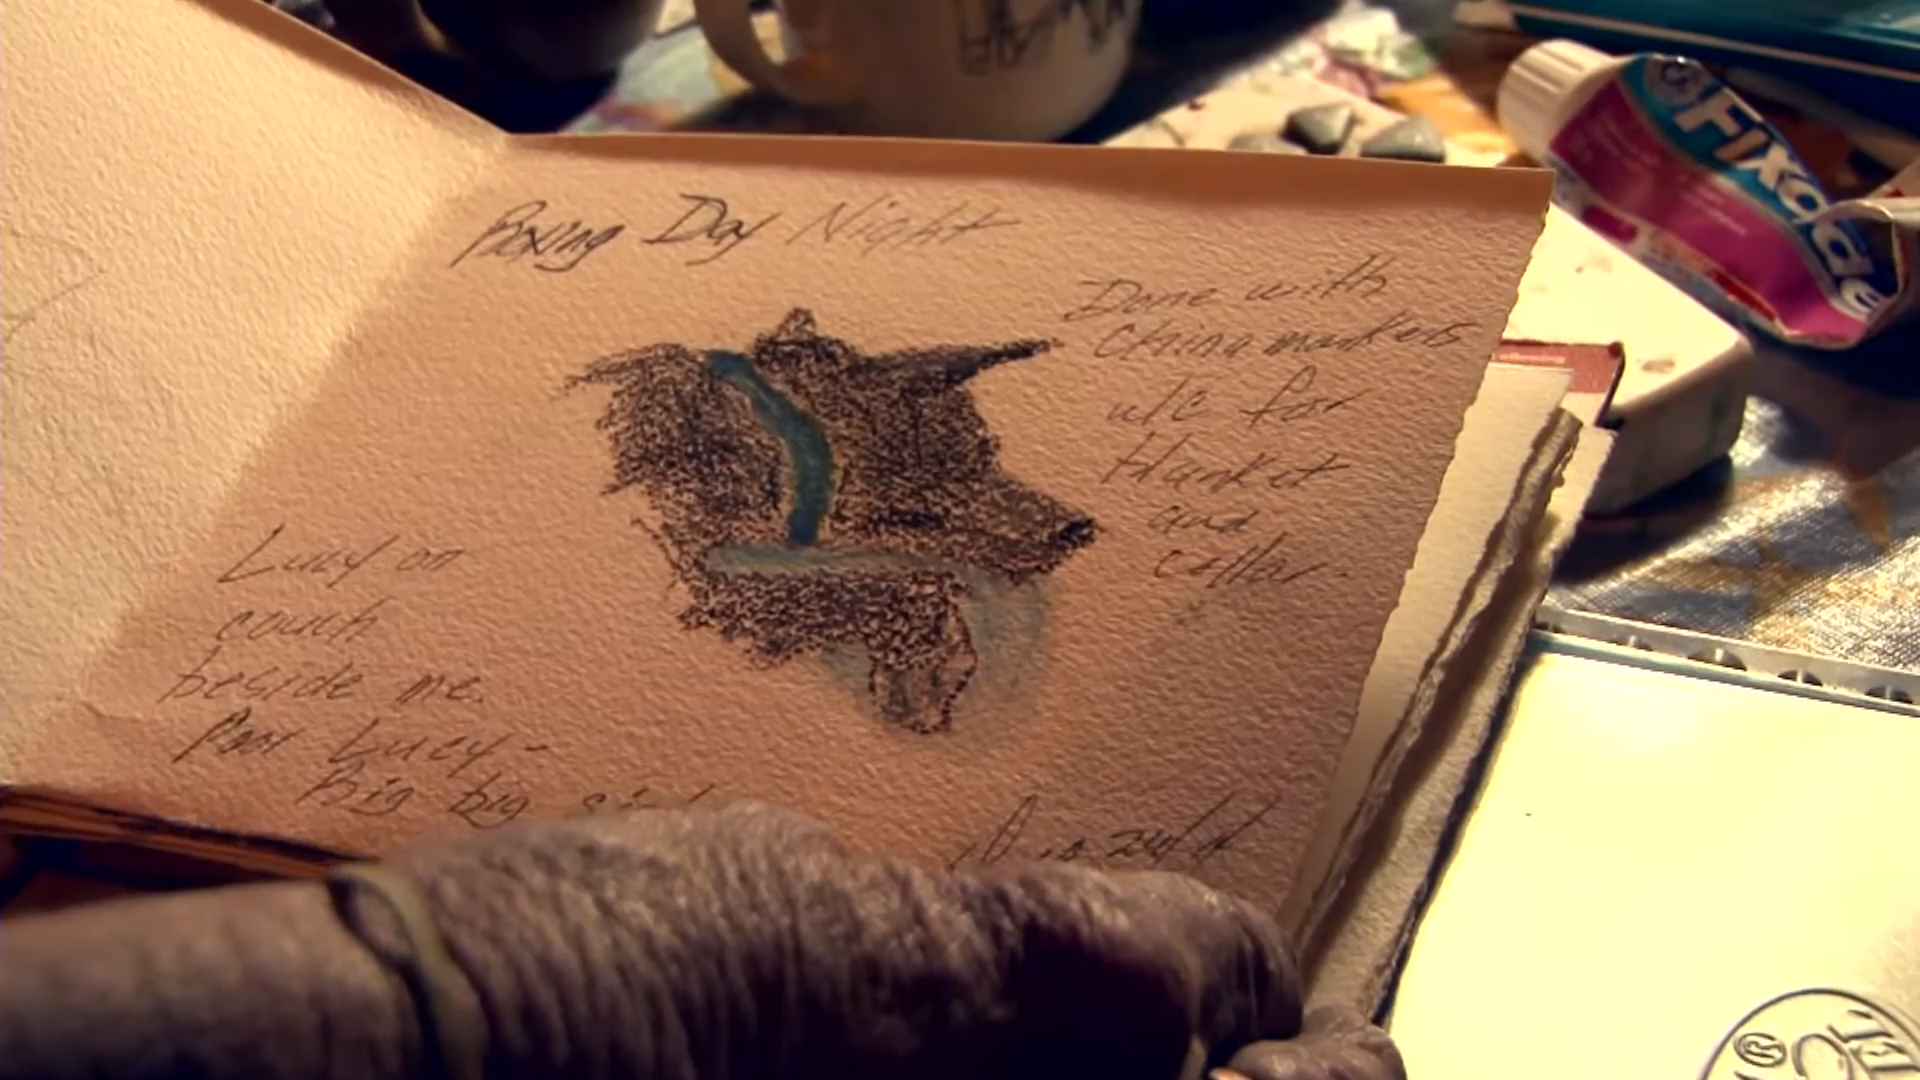 Boxing Day Night
Done with
China markers
w/c for
blanket
and
collar.
Lucy on
couch
beside me.
Poor Lucy -
Big big
Fixodent